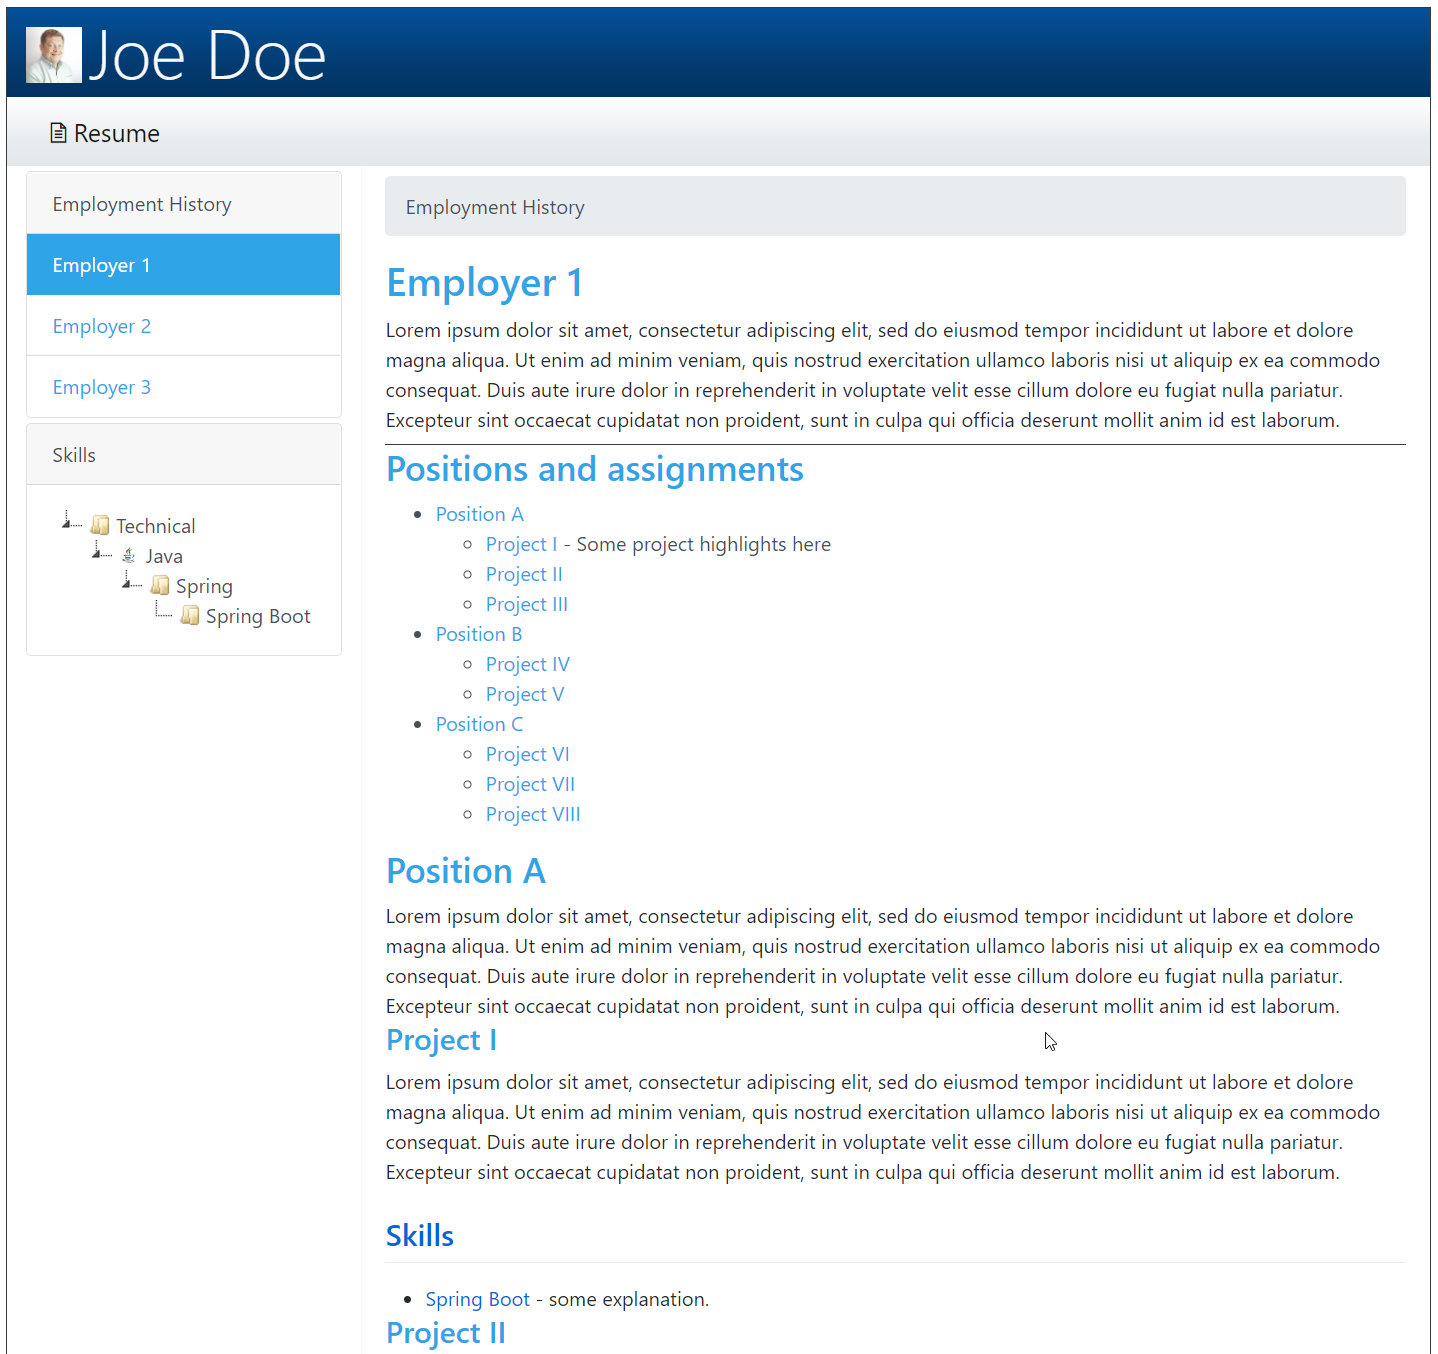 Joe Doe
Resume
Employment History
Employer 1
Employer 2
Employer 3
Skills
Technical
Java
Spring
Spring Boot
Employment History
Employer 1
Lorem ipsum dolor sit amet, consectetur adipiscing elit, sed do eiusmod tempor incididunt ut labore et dolore
magna aliqua. Ut enim ad minim veniam, quis nostrud exercitation ullamco laboris nisi ut aliquip ex ea commodo
consequat. Duis aute irure dolor in reprehenderit in voluptate velit esse cillum dolore eu fugiat nulla pariatur.
Excepteur sint occaecat cupidatat non proident, sunt in culpa qui officia deserunt mollit anim id est laborum.
Positions and assignments
Position A
Project I - Some project highlights here
Project II
Project III
Position B
Project IV
Project V
Position C
Project VI
Project VII
Project VIII
Position A
Lorem ipsum dolor sit amet, consectetur adipiscing elit, sed do eiusmod tempor incididunt ut labore et dolore
magna aliqua. Ut enim ad minim veniam, quis nostrud exercitation ullamco laboris nisi ut aliquip ex ea commodo
consequat. Duis aute irure dolor in reprehenderit in voluptate velit esse cillum dolore eu fugiat nulla pariatur.
Excepteur sint occaecat cupidatat non proident, sunt in culpa qui officia deserunt mollit anim id est laborum.
Project I
Lorem ipsum dolor sit amet, consectetur adipiscing elit, sed do eiusmod tempor incididunt ut labore et dolore
magna aliqua. Ut enim ad minim veniam, quis nostrud exercitation ullamco laboris nisi ut aliquip ex ea commodo
consequat. Duis aute irure dolor in reprehenderit in voluptate velit esse cillum dolore eu fugiat nulla pariatur.
Excepteur sint occaecat cupidatat non proident, sunt in culpa qui officia deserunt mollit anim id est laborum.
Skills
Spring Boot - some explanation.
Project II